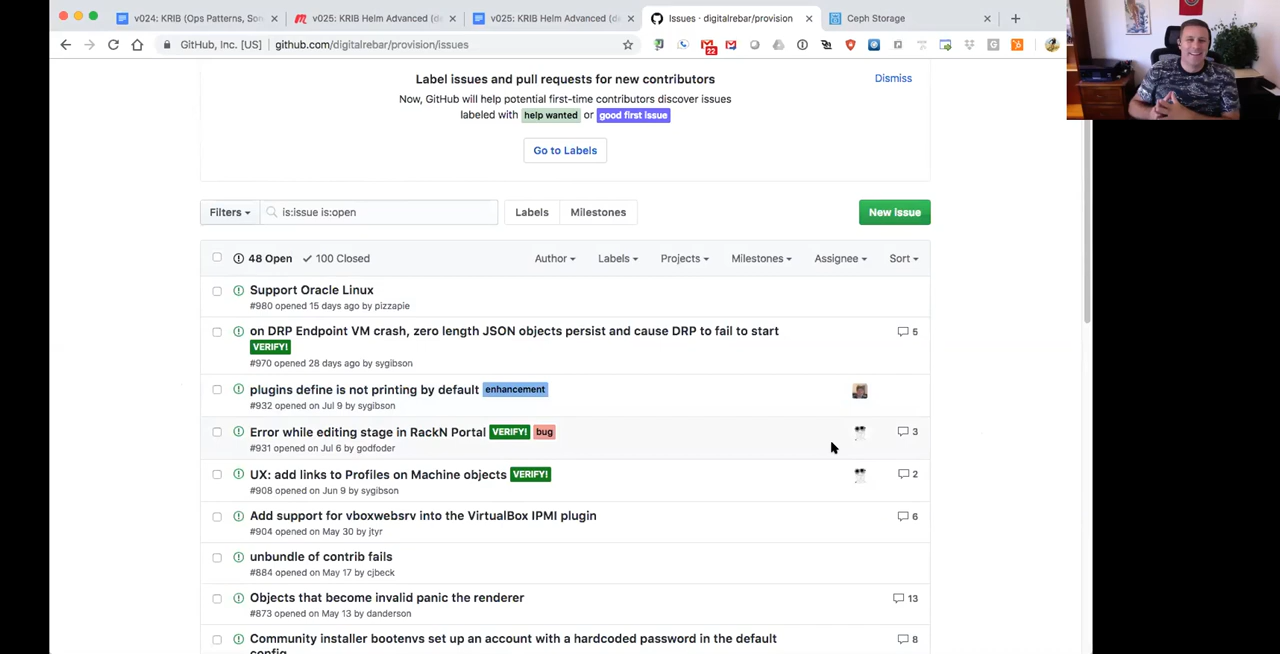 v024: KRIB (Ops Patterns, Son
v025: KRIB Helm Advanced (da
v025: KRIB Helm Advanced (da
Issues · digitalrebar/provision
Ceph Storage
GitHub, Inc. [US]
github.com/digitalrebar/provision/issues
22
Label issues and pull requests for new contributors
Dismiss
Now, GitHub will help potential first-time contributors discover issues
labeled with help wanted or good first issue
Go to Labels
Filters
is:issue is:open
Labels
Milestones
New issue
48 Open
100 Closed
Author
Labels
Projects
Milestones
Assignee
Sort
Support Oracle Linux
#980 opened 15 days ago by pizzapie
on DRP Endpoint VM crash, zero length JSON objects persist and cause DRP to fail to start
5
VERIFY!
#970 opened 28 days ago by sygibson
plugins define is not printing by default enhancement
#932 opened on Jul 9 by sygibson
Error while editing stage in RackN Portal VERIFY! bug
3
#931 opened on Jul 6 by godfoder
UX: add links to Profiles on Machine objects VERIFY!
2
#908 opened on Jun 9 by sygibson
Add support for vboxwebsrv into the VirtualBox IPMI plugin
6
#904 opened on May 30 by jtyr
unbundle of contrib fails
#884 opened on May 17 by cjbeck
Objects that become invalid panic the renderer
13
#873 opened on May 13 by danderson
Community installer bootenvs set up an account with a hardcoded password in the default
8
config